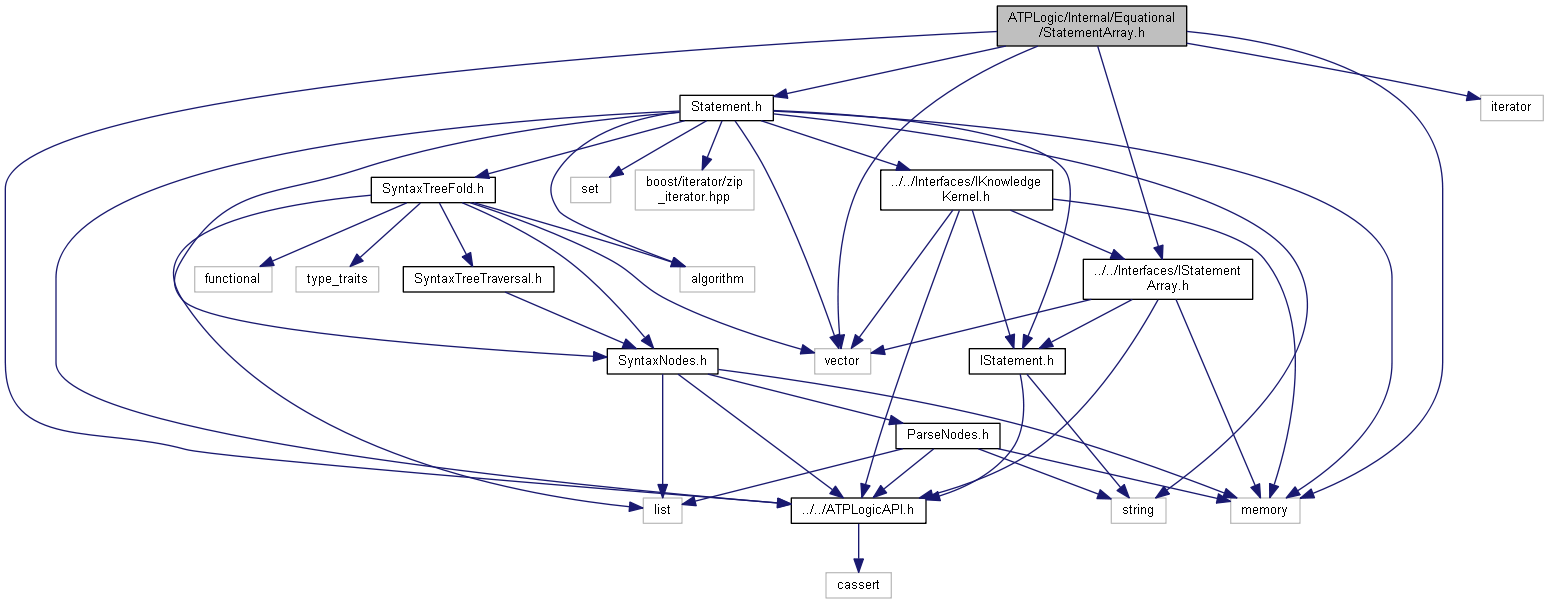 ATPLogic/Internal/Equational
/StatementArray.h
Statement.h
iterator
SyntaxTreeFold.h
set
boost/iterator/zip
_iterator.hpp
../../Interfaces/IKnowledge
Kernel.h
functional
type_traits
SyntaxTreeTraversal.h
algorithm
../../Interfaces/IStatement
Array.h
SyntaxNodes.h
vector
IStatement.h
ParseNodes.h
list
../../ATPLogicAPI.h
string
memory
cassert